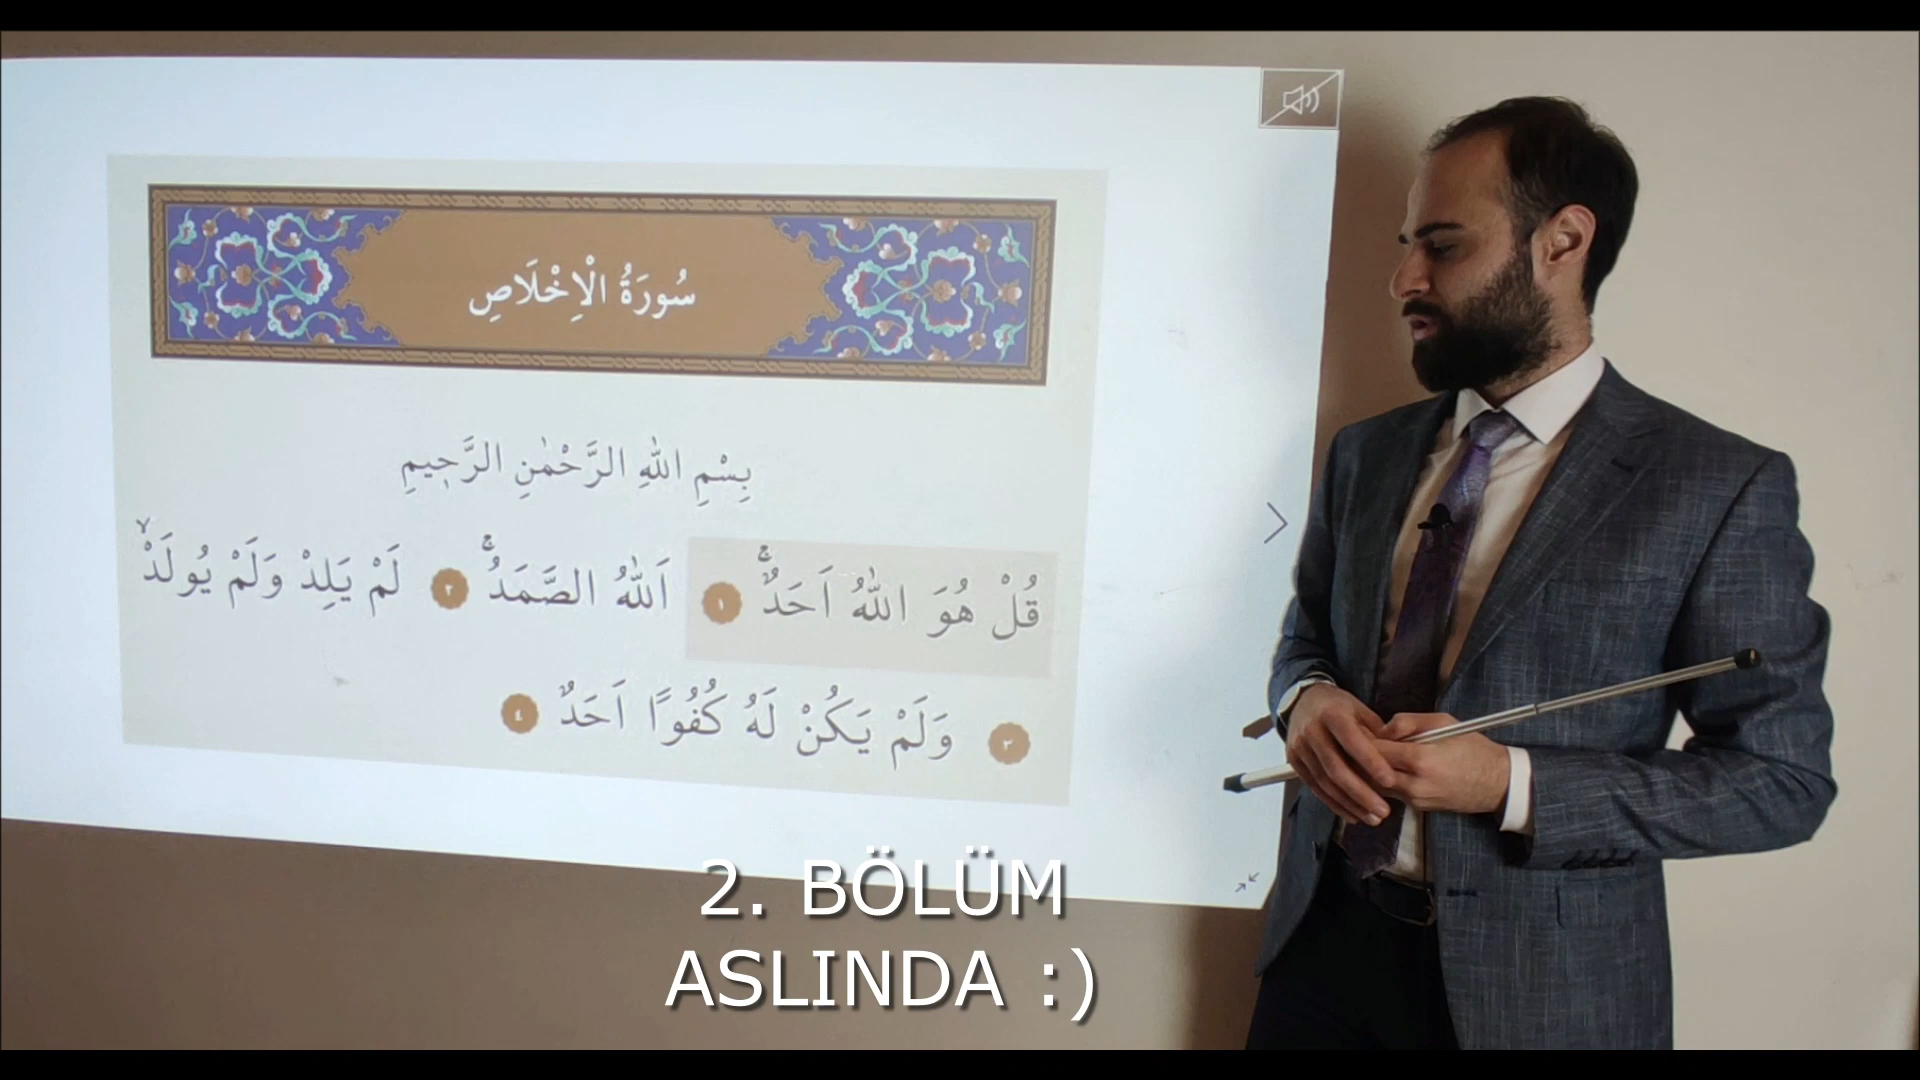 سُورَةُ الْاِخْلَاصِ
بِسْمِ اللّٰهِ الرَّحْمٰنِ الرَّح۪يمِ
قُلْ هُوَ اللّٰهُ اَحَدٌۚ ١ اَللّٰهُ الصَّمَدُۚ ٢ لَمْ يَلِدْ وَلَمْ يُولَدْۙ
٣ وَلَمْ يَكُنْ لَهُ كُفُوًا اَحَدٌ ٤
2. BÖLÜM
ASLINDA :)